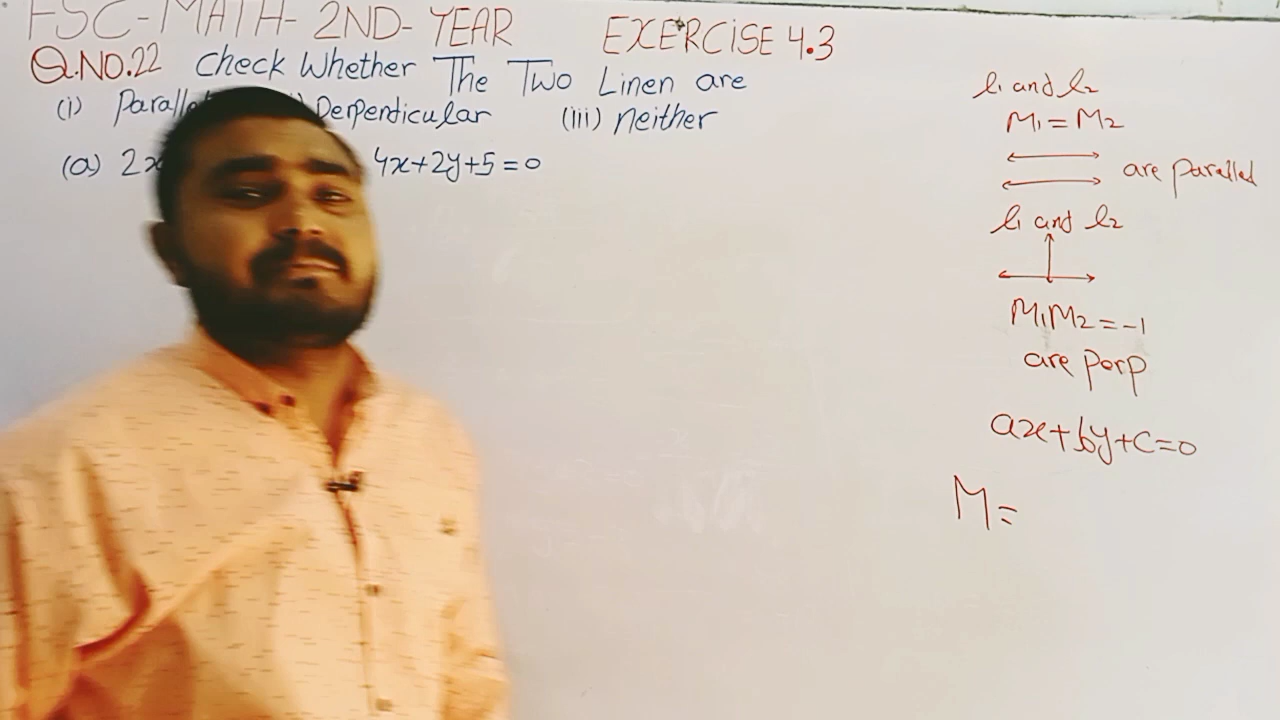 FSC-MATH-2ND-YEAR EXERCISE 4.3
Q.NO.22 Check Whether The Two Linen are
(i) Perpendicular (iii) neither
(a) 4x+2y+5=0
l₁ and l₂
M₁=M₂
are parallel
l₁ and l₂
M₁M₂=-1
are perp
ax+by+c=0
M=